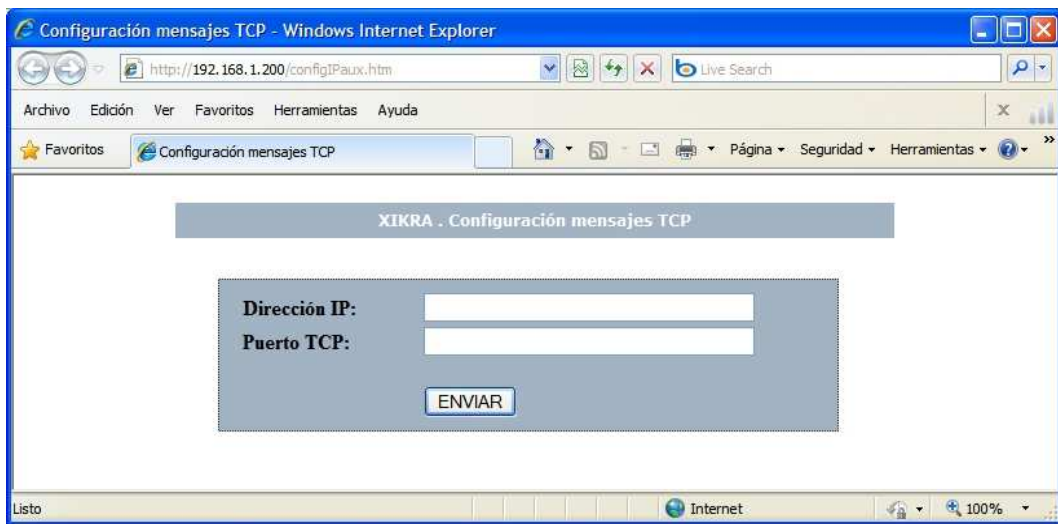 Configuración mensajes TCP - Windows Internet Explorer
http://192.168.1.200/configIPaux.htm
Live Search
Archivo Edición Ver Favoritos Herramientas Ayuda
Favoritos Configuración mensajes TCP Página Seguridad Herramientas »
XIKRA . Configuración mensajes TCP
Dirección IP:
Puerto TCP:
ENVIAR
Listo Internet 100%